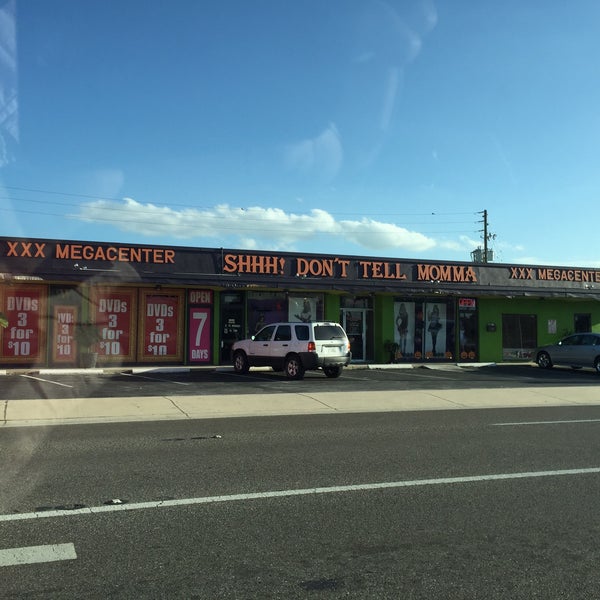 XXX MEGACENTER
SHHH! DON'T TELL MOMMA
XXX MEGACENTER
DVDs
3
for
$10
DVDs
3
for
$10
DVDs
3
for
$10
DVDs
3
for
$10
OPEN
7
DAYS
OPEN